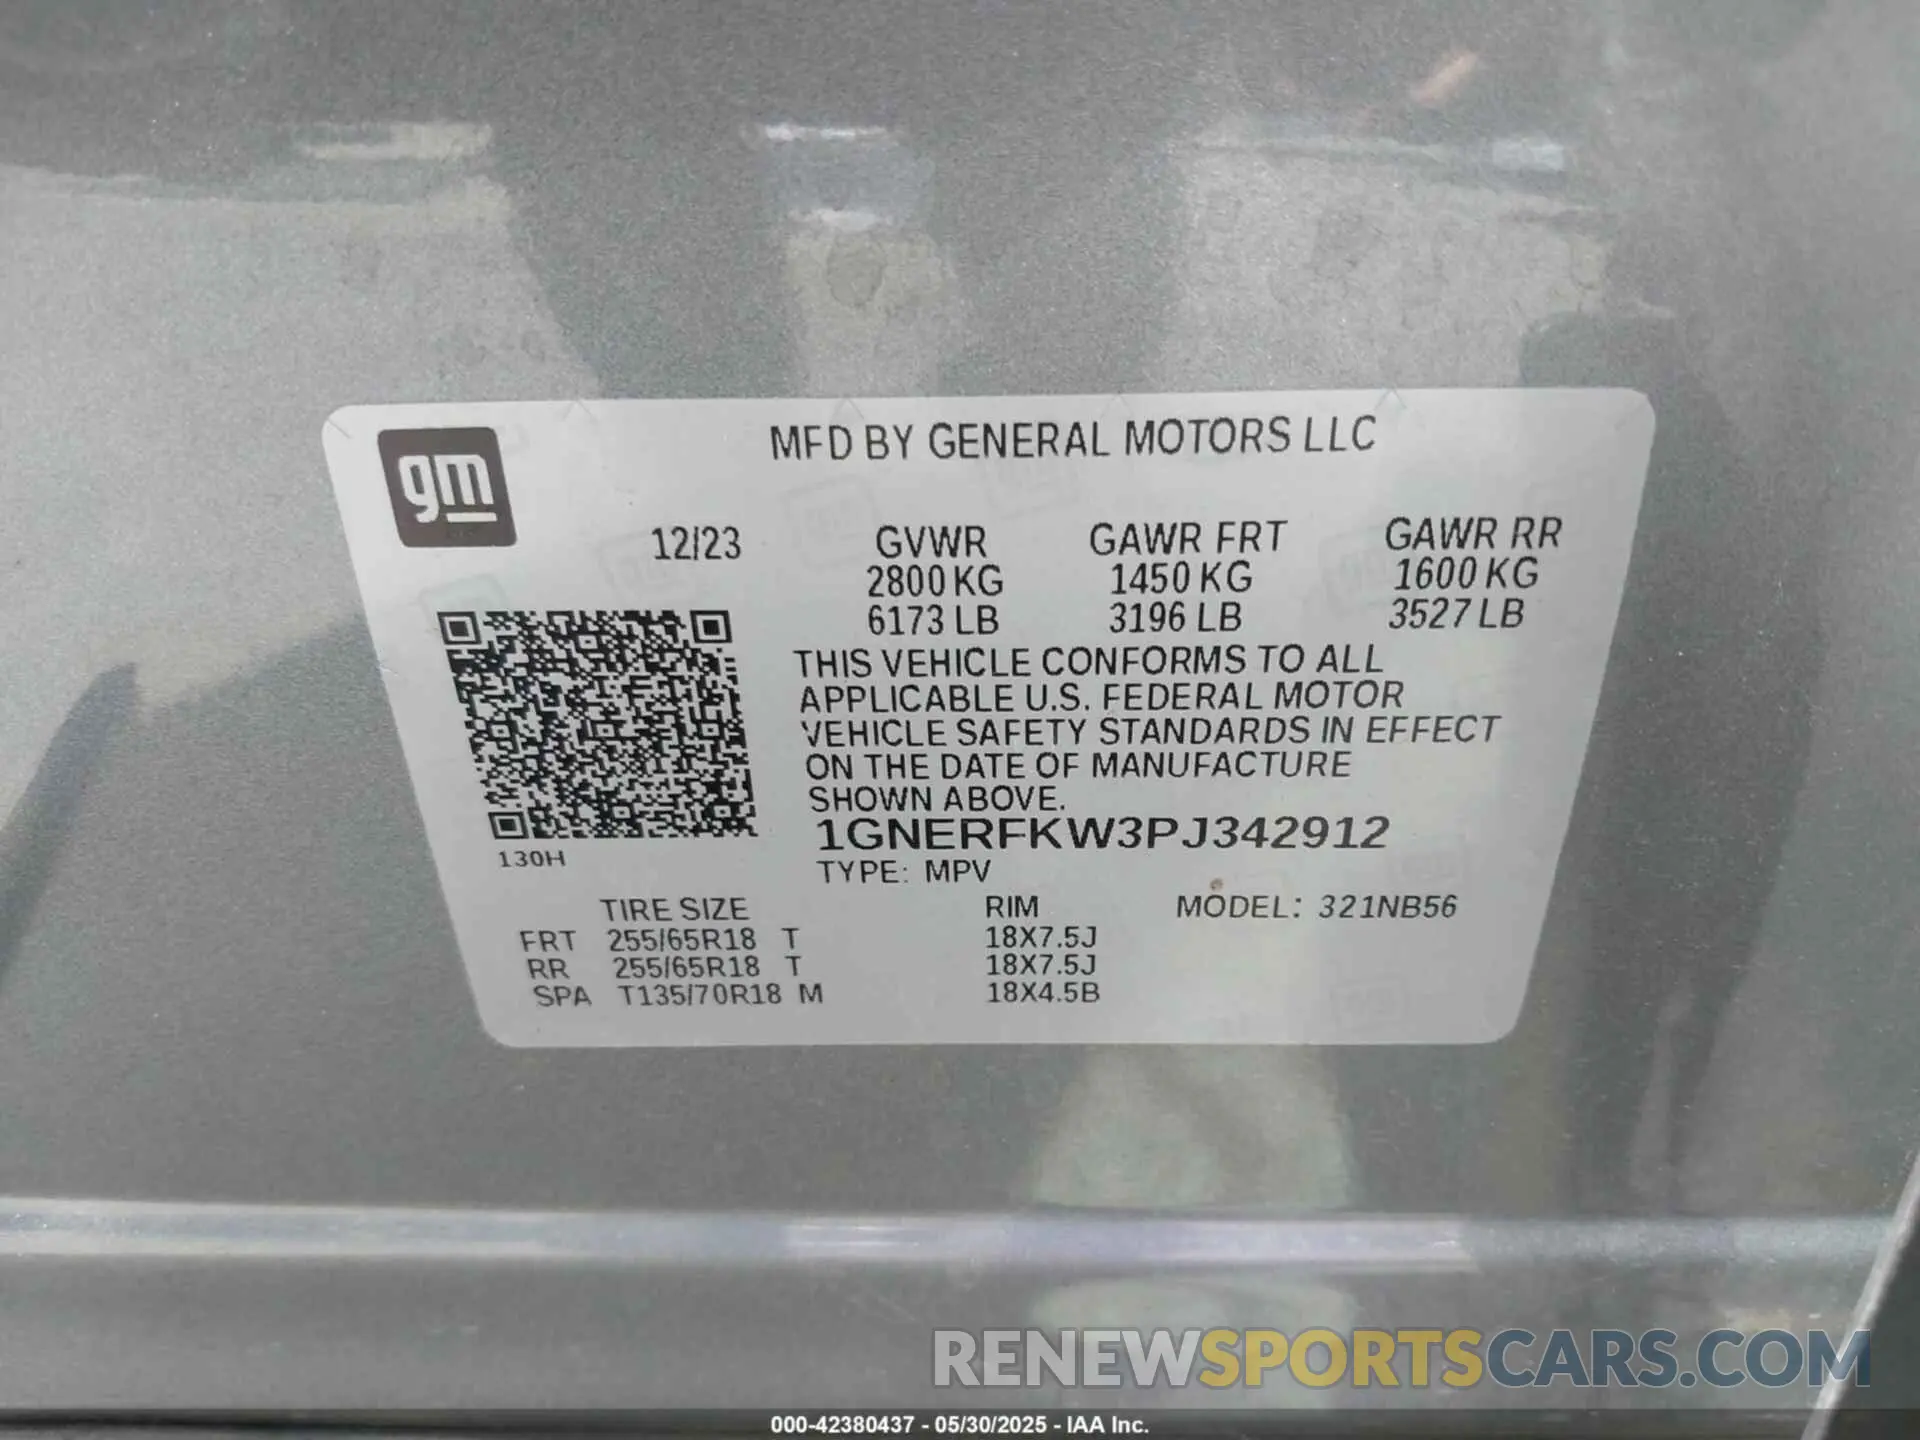 MFD BY GENERAL MOTORS LLC
gm
12/23 GVWR GAWR FRT GAWR RR
2800 KG 1450 KG 1600 KG
6173 LB 3196 LB 3527 LB
THIS VEHICLE CONFORMS TO ALL
APPLICABLE U.S. FEDERAL MOTOR
VEHICLE SAFETY STANDARDS IN EFFECT
ON THE DATE OF MANUFACTURE
SHOWN ABOVE.
1GNERFKW3PJ342912
130H
TYPE: MPV
TIRE SIZE RIM MODEL: 321NB56
FRT 255/65R18 T 18X7.5J
RR 255/65R18 T 18X7.5J
SPA T135/70R18 M 18X4.5B
RENEWSPORTSCARS.COM
000-42380437 - 05/30/2025 - IAA Inc.